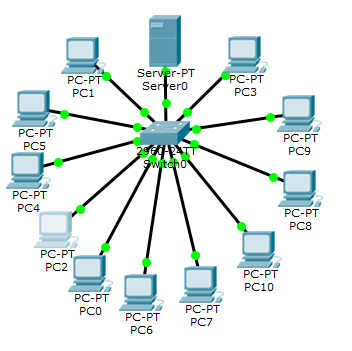 Server-PT
Server0
PC-PT
PC1
PC-PT
PC3
PC-PT
PC5
PC-PT
PC9
2960-24TT
Switch0
PC-PT
PC4
PC-PT
PC8
PC-PT
PC2
PC-PT
PC10
PC-PT
PC0
PC-PT
PC6
PC-PT
PC7